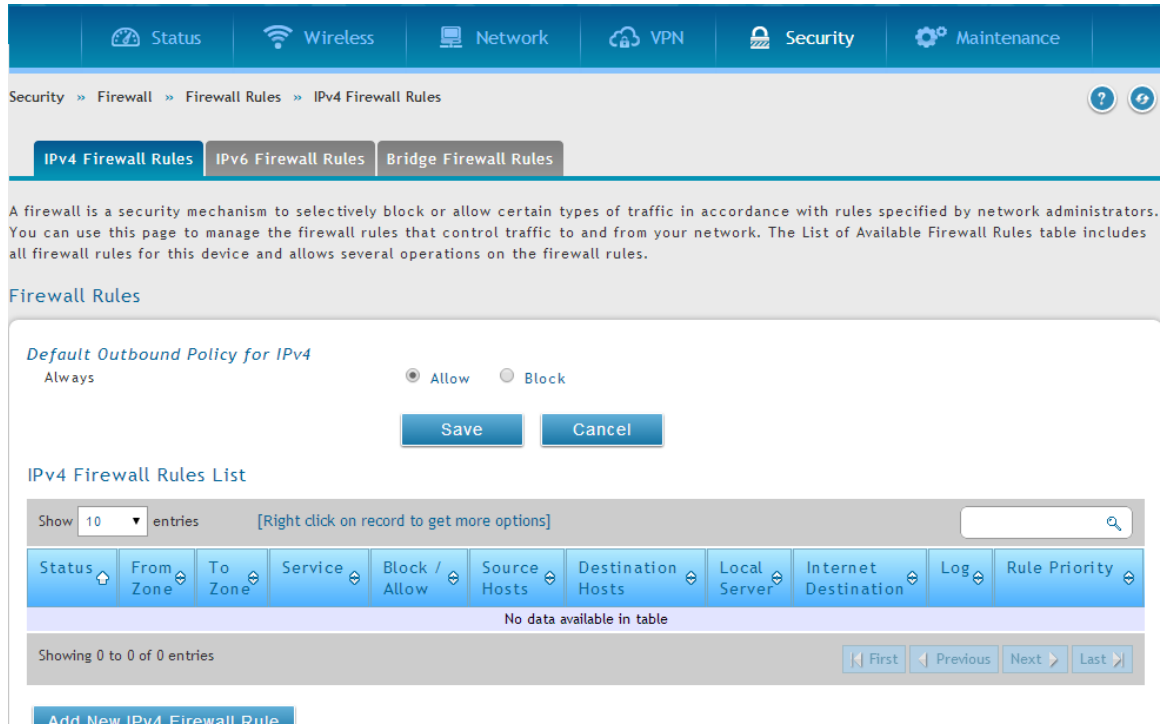 Status Wireless Network VPN Security Maintenance
Security » Firewall » Firewall Rules » IPv4 Firewall Rules
?
IPv4 Firewall Rules IPv6 Firewall Rules Bridge Firewall Rules
A firewall is a security mechanism to selectively block or allow certain types of traffic in accordance with rules specified by network administrators.
You can use this page to manage the firewall rules that control traffic to and from your network. The List of Available Firewall Rules table includes
all firewall rules for this device and allows several operations on the firewall rules.
Firewall Rules
Default Outbound Policy for IPv4
Always Allow Block
Save Cancel
IPv4 Firewall Rules List
Show 10 entries [Right click on record to get more options]
Status From Zone To Zone Service Block / Allow Source Hosts Destination Hosts Local Server Internet Destination Log Rule Priority
No data available in table
Showing 0 to 0 of 0 entries First Previous Next Last
Add New IPv4 Firewall Rule